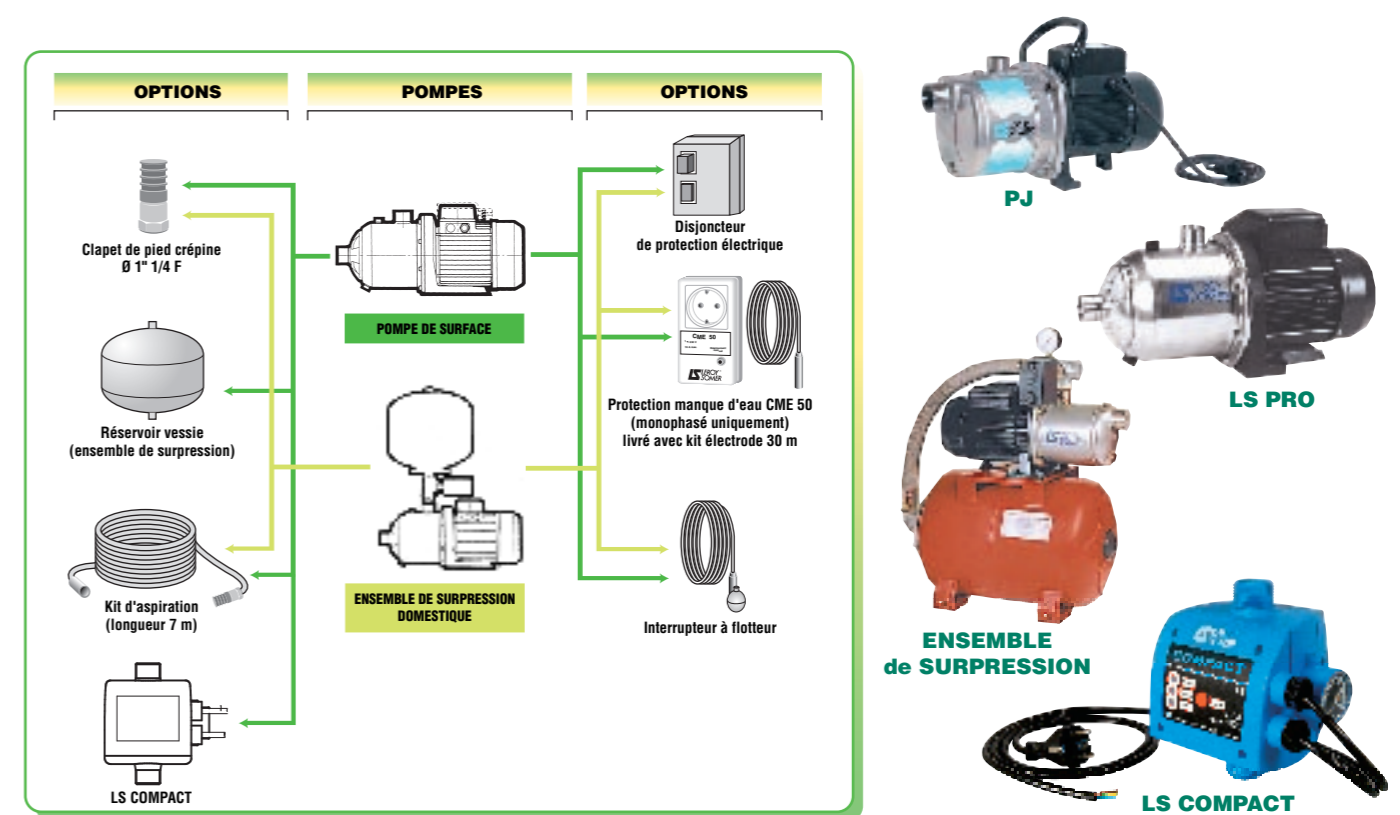 OPTIONS
POMPES
OPTIONS
Clapet de pied crépine
Ø 1" 1/4 F
Réservoir vessie
(ensemble de surpression)
Kit d'aspiration
(longueur 7 m)
LS COMPACT
POMPE DE SURFACE
ENSEMBLE DE SURPRESSION
DOMESTIQUE
Disjoncteur
de protection électrique
CME 50
LS LEROY
SOMER
Protection manque d'eau CME 50
(monophasé uniquement)
livré avec kit électrode 30 m
Interrupteur à flotteur
PJ
LS PRO
ENSEMBLE
de SURPRESSION
COMPACT
LS COMPACT